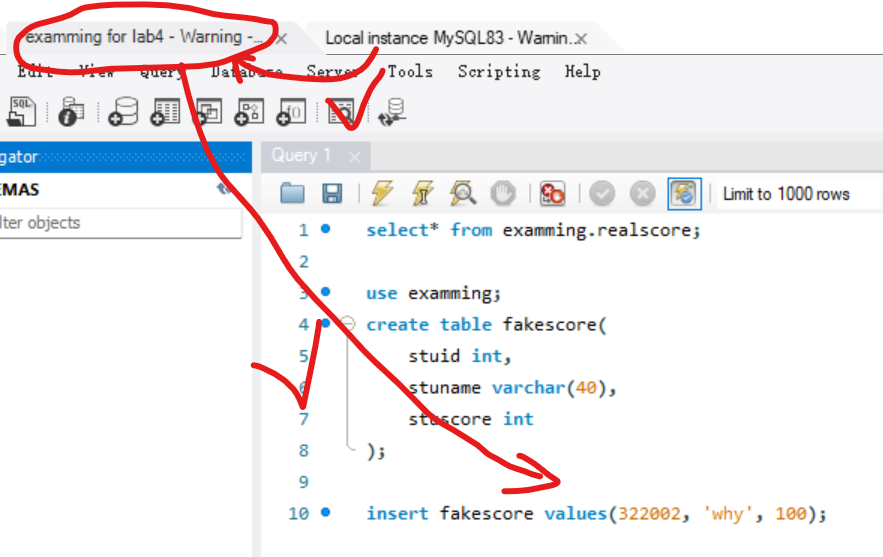 examming for lab4 - Warning -...
Local instance MySQL83 - Warnin...
Edit View Query Database Server Tools Scripting Help
SQL
gator
Query 1
EMAS
Limit to 1000 rows
lter objects
1 select* from examming.realscore;
2
3 use examming;
4 create table fakescore(
5 stuid int,
6 stuname varchar(40),
7 stuscore int
8 );
9
10 insert fakescore values(322002, 'why', 100);